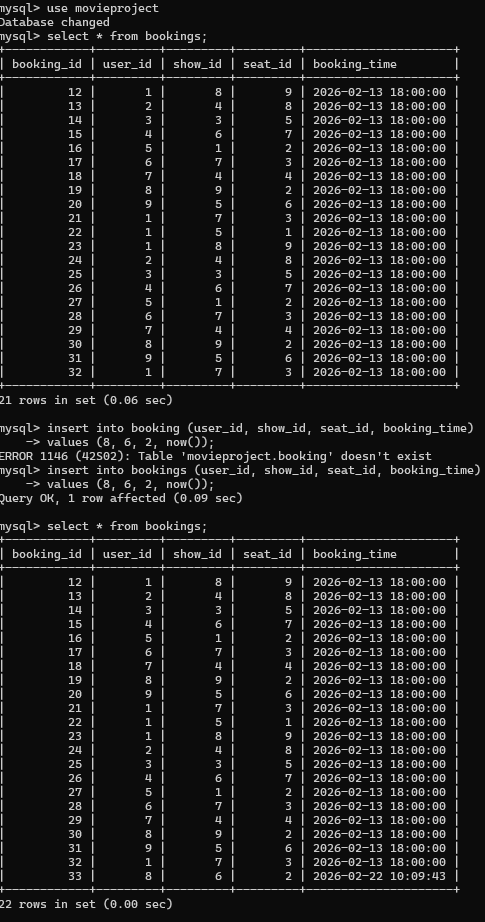 mysql> use movieproject
Database changed
mysql> select * from bookings;
+------------+---------+---------+---------+---------------------+
| booking_id | user_id | show_id | seat_id | booking_time        |
+------------+---------+---------+---------+---------------------+
|         12 |       1 |       8 |       9 | 2026-02-13 18:00:00 |
|         13 |       2 |       4 |       8 | 2026-02-13 18:00:00 |
|         14 |       3 |       3 |       5 | 2026-02-13 18:00:00 |
|         15 |       4 |       6 |       7 | 2026-02-13 18:00:00 |
|         16 |       5 |       1 |       2 | 2026-02-13 18:00:00 |
|         17 |       6 |       7 |       3 | 2026-02-13 18:00:00 |
|         18 |       7 |       4 |       4 | 2026-02-13 18:00:00 |
|         19 |       8 |       9 |       2 | 2026-02-13 18:00:00 |
|         20 |       9 |       5 |       6 | 2026-02-13 18:00:00 |
|         21 |       1 |       7 |       3 | 2026-02-13 18:00:00 |
|         22 |       1 |       5 |       1 | 2026-02-13 18:00:00 |
|         23 |       1 |       8 |       9 | 2026-02-13 18:00:00 |
|         24 |       2 |       4 |       8 | 2026-02-13 18:00:00 |
|         25 |       3 |       3 |       5 | 2026-02-13 18:00:00 |
|         26 |       4 |       6 |       7 | 2026-02-13 18:00:00 |
|         27 |       5 |       1 |       2 | 2026-02-13 18:00:00 |
|         28 |       6 |       7 |       3 | 2026-02-13 18:00:00 |
|         29 |       7 |       4 |       4 | 2026-02-13 18:00:00 |
|         30 |       8 |       9 |       2 | 2026-02-13 18:00:00 |
|         31 |       9 |       5 |       6 | 2026-02-13 18:00:00 |
|         32 |       1 |       7 |       3 | 2026-02-13 18:00:00 |
+------------+---------+---------+---------+---------------------+
21 rows in set (0.06 sec)
mysql> insert into booking (user_id, show_id, seat_id, booking_time)
    -> values (8, 6, 2, now());
ERROR 1146 (42S02): Table 'movieproject.booking' doesn't exist
mysql> insert into bookings (user_id, show_id, seat_id, booking_time)
    -> values (8, 6, 2, now());
Query OK, 1 row affected (0.09 sec)
mysql> select * from bookings;
+------------+---------+---------+---------+---------------------+
| booking_id | user_id | show_id | seat_id | booking_time        |
+------------+---------+---------+---------+---------------------+
|         12 |       1 |       8 |       9 | 2026-02-13 18:00:00 |
|         13 |       2 |       4 |       8 | 2026-02-13 18:00:00 |
|         14 |       3 |       3 |       5 | 2026-02-13 18:00:00 |
|         15 |       4 |       6 |       7 | 2026-02-13 18:00:00 |
|         16 |       5 |       1 |       2 | 2026-02-13 18:00:00 |
|         17 |       6 |       7 |       3 | 2026-02-13 18:00:00 |
|         18 |       7 |       4 |       4 | 2026-02-13 18:00:00 |
|         19 |       8 |       9 |       2 | 2026-02-13 18:00:00 |
|         20 |       9 |       5 |       6 | 2026-02-13 18:00:00 |
|         21 |       1 |       7 |       3 | 2026-02-13 18:00:00 |
|         22 |       1 |       5 |       1 | 2026-02-13 18:00:00 |
|         23 |       1 |       8 |       9 | 2026-02-13 18:00:00 |
|         24 |       2 |       4 |       8 | 2026-02-13 18:00:00 |
|         25 |       3 |       3 |       5 | 2026-02-13 18:00:00 |
|         26 |       4 |       6 |       7 | 2026-02-13 18:00:00 |
|         27 |       5 |       1 |       2 | 2026-02-13 18:00:00 |
|         28 |       6 |       7 |       3 | 2026-02-13 18:00:00 |
|         29 |       7 |       4 |       4 | 2026-02-13 18:00:00 |
|         30 |       8 |       9 |       2 | 2026-02-13 18:00:00 |
|         31 |       9 |       5 |       6 | 2026-02-13 18:00:00 |
|         32 |       1 |       7 |       3 | 2026-02-13 18:00:00 |
|         33 |       8 |       6 |       2 | 2026-02-22 10:09:43 |
+------------+---------+---------+---------+---------------------+
22 rows in set (0.00 sec)